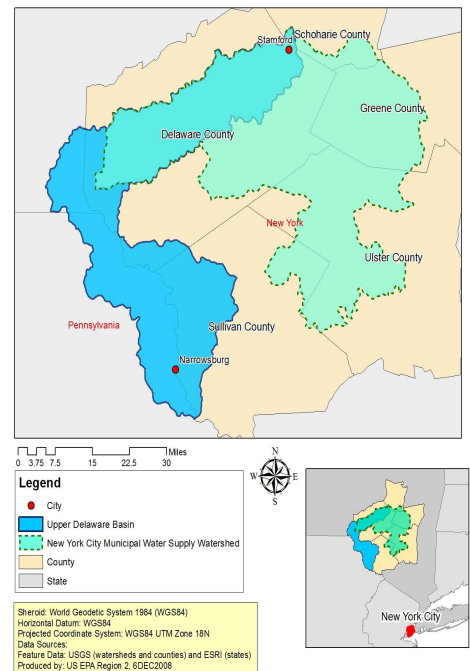 Stamford
Schoharie County
Greene County
Delaware County
New York
Ulster County
Pennsylvania
Sullivan County
Narrowsburg
Miles
0 3.75 7.5 15 22.5 30
N
W E
S
Legend
City
Upper Delaware Basin
New York City Municipal Water Supply Watershed
County
State
New York City
Sheroid: World Geodetic System 1984 (WGS84)
Horizontal Datum: WGS84
Projected Coordinate System: WGS84 UTM Zone 18N
Data Sources:
Feature Data: USGS (watersheds and counties) and ESRI (states)
Produced by: US EPA Region 2, 6DEC2008